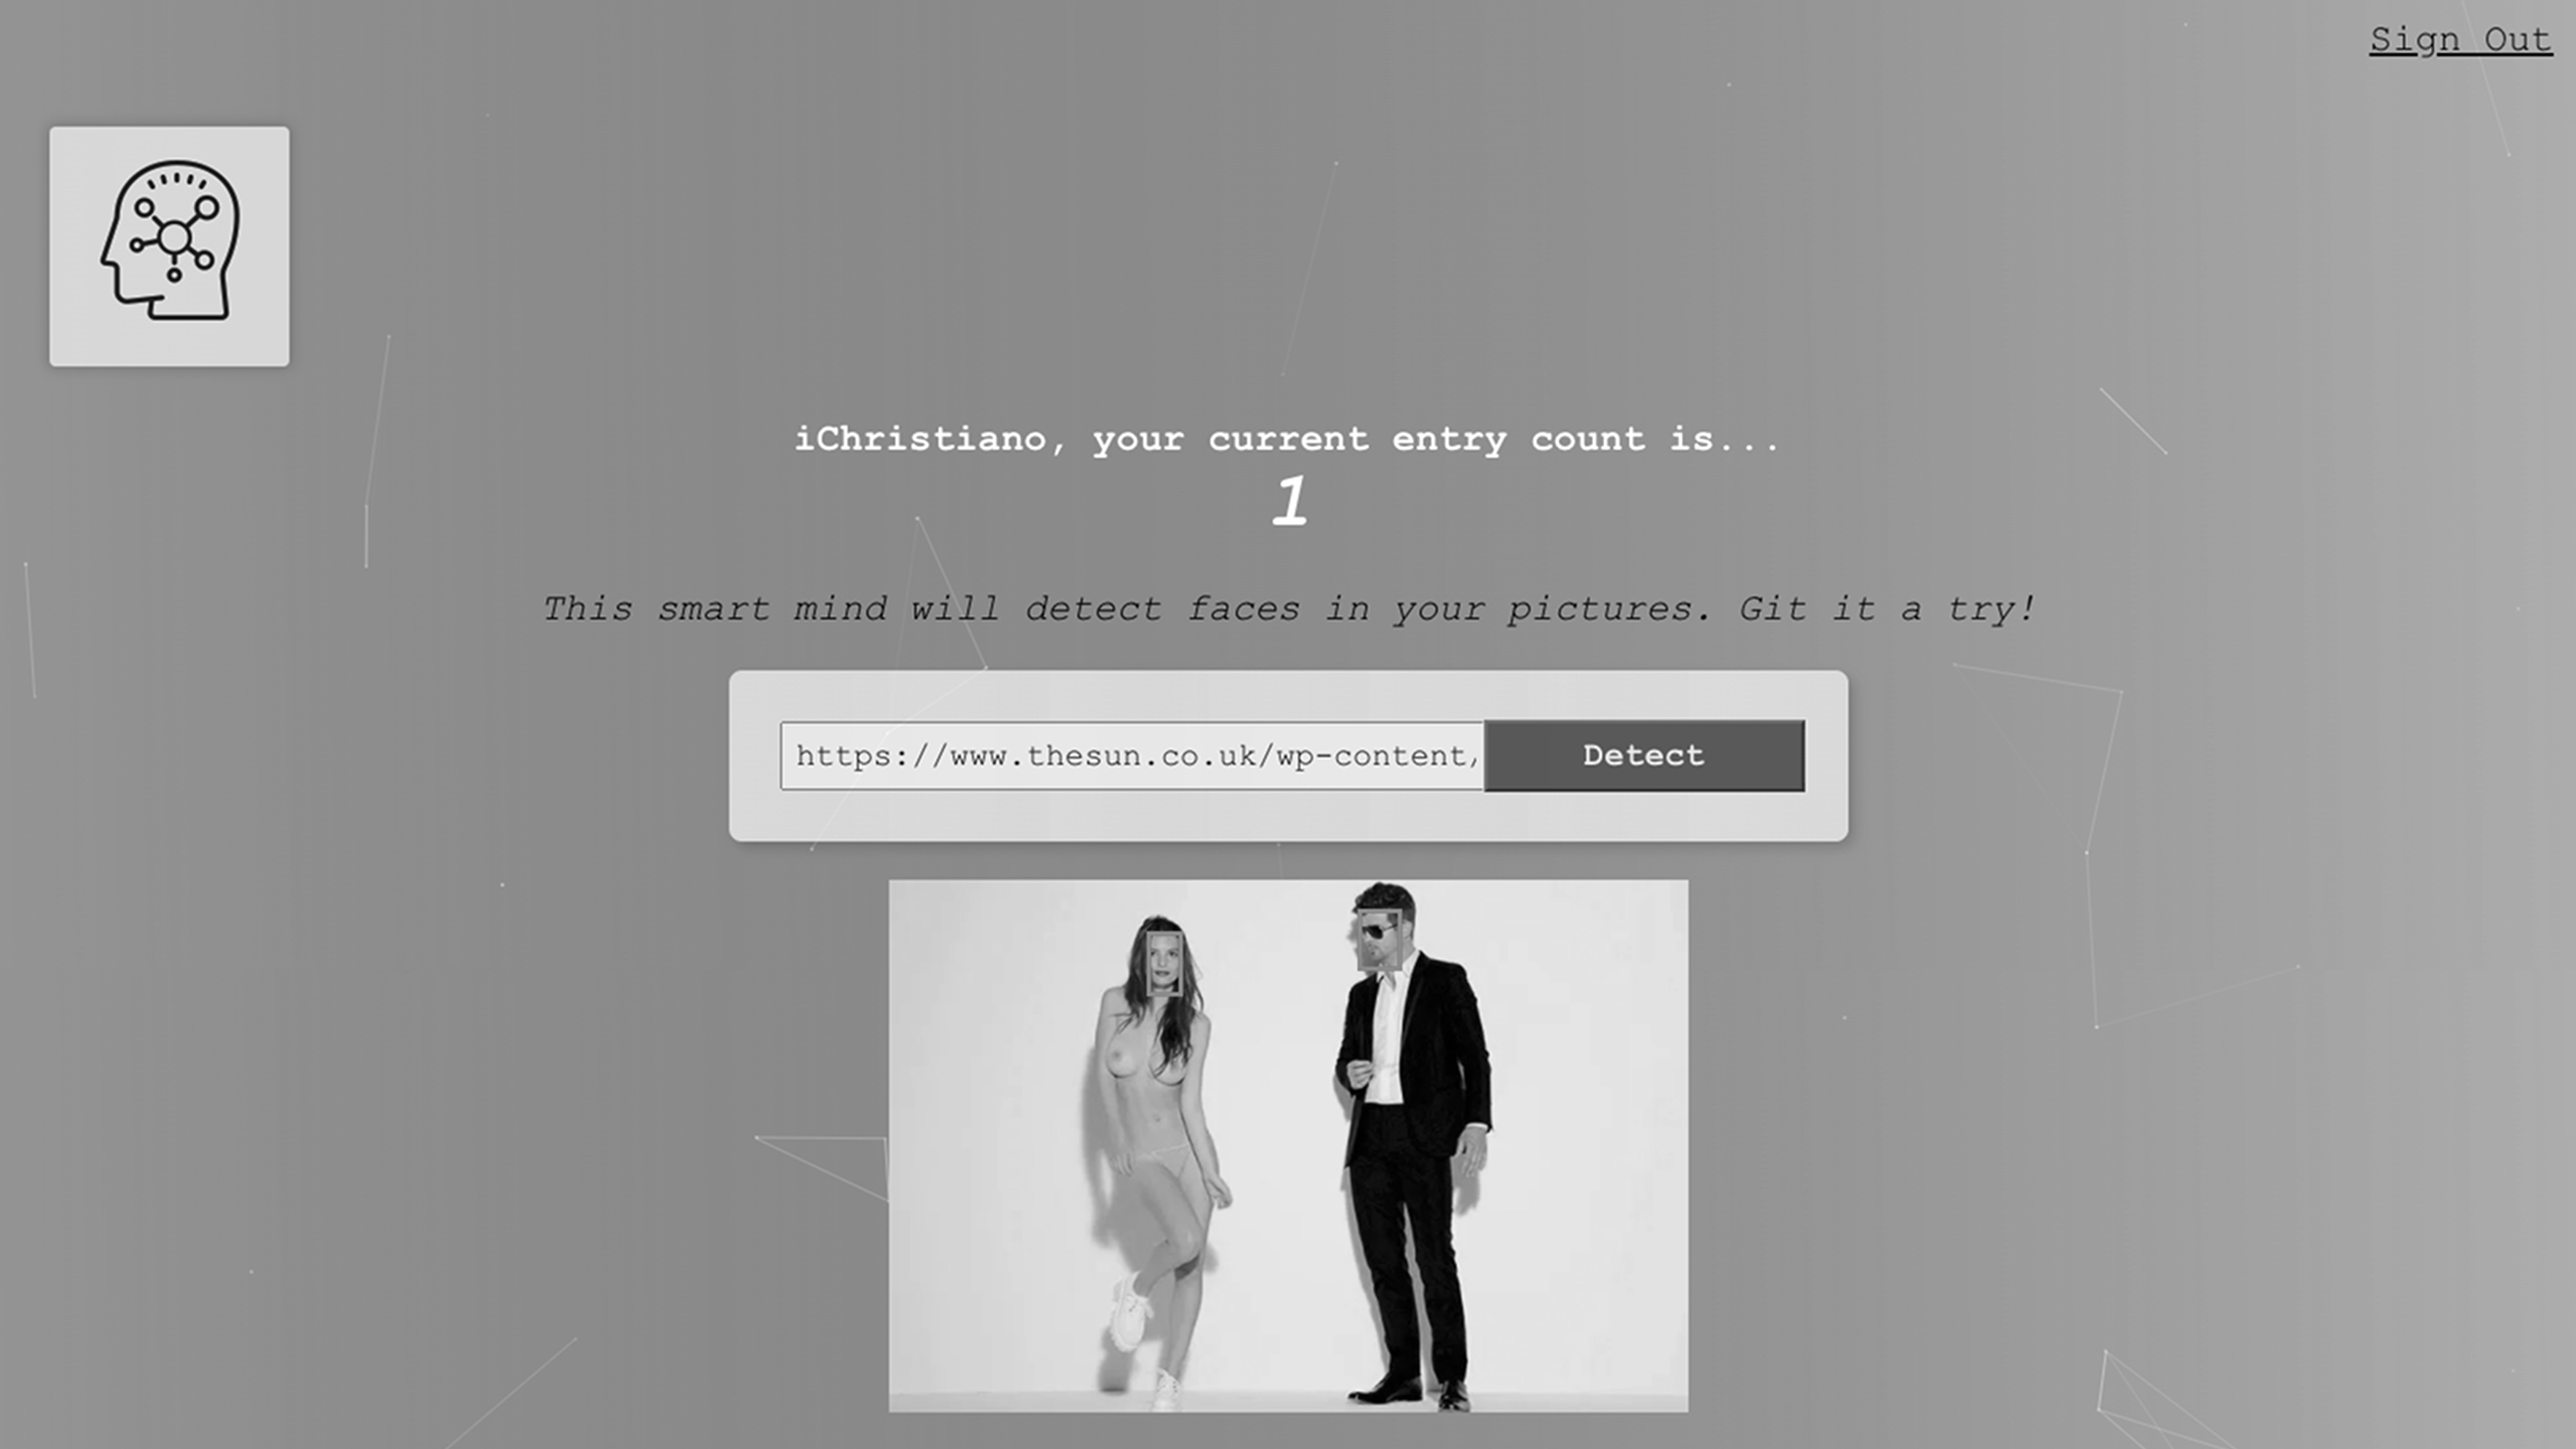 Sign Out
iChristiano, your current entry count is...
1
This smart mind will detect faces in your pictures. Git it a try!
https://www.thesun.co.uk/wp-content/
Detect